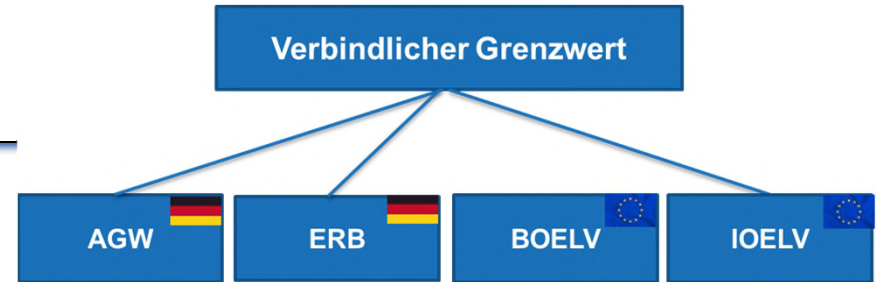 Verbindlicher Grenzwert
AGW
ERB
BOELV
IOELV